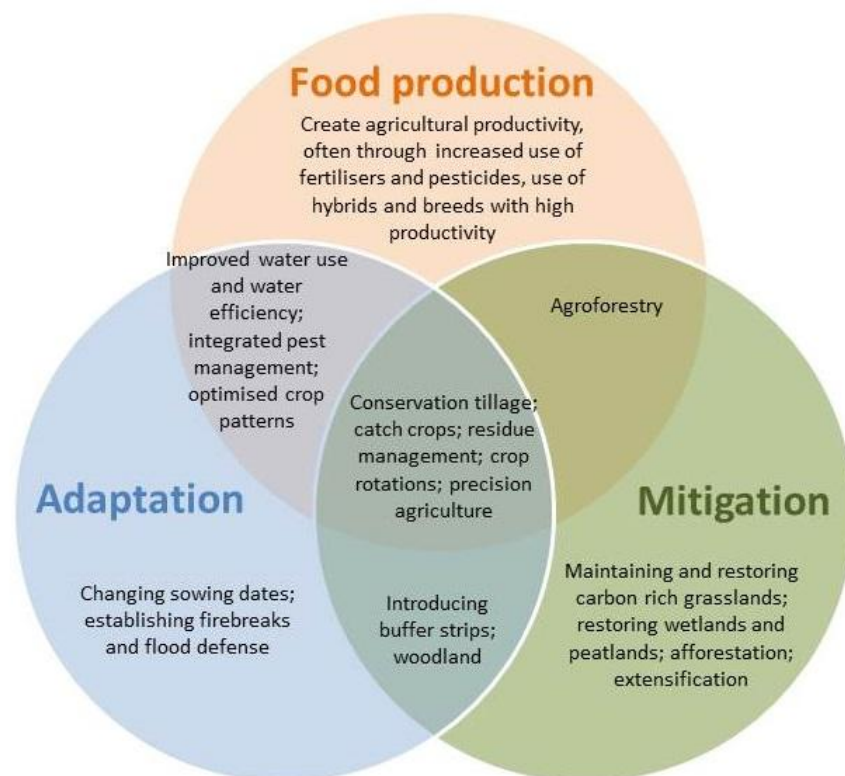 Food production
Create agricultural productivity,
often through increased use of
fertilisers and pesticides, use of
hybrids and breeds with high
productivity
Improved water use
and water
efficiency;
integrated pest
management;
optimised crop
patterns
Agroforestry
Conservation tillage;
catch crops; residue
management; crop
rotations; precision
agriculture
Adaptation
Mitigation
Changing sowing dates;
establishing firebreaks
and flood defense
Introducing
buffer strips;
woodland
Maintaining and restoring
carbon rich grasslands;
restoring wetlands and
peatlands; afforestation;
extensification